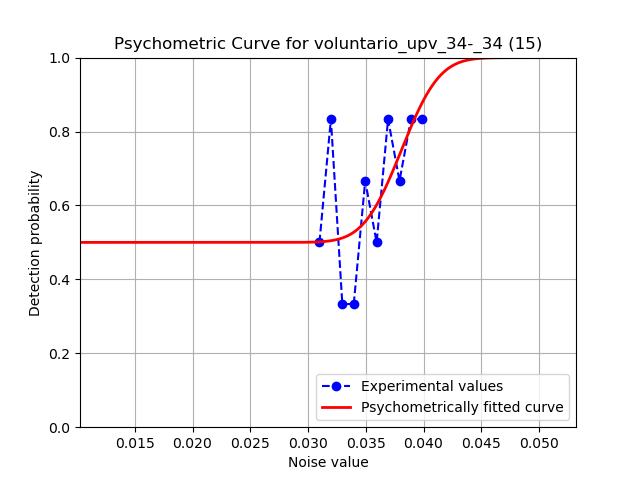 Psychometric Curve for voluntario_upv_34-_34 (15)
1.0
0.8
0.6
0.4
0.2
0.0
Detection probability
Experimental values
Psychometrically fitted curve
0.015 0.020 0.025 0.030 0.035 0.040 0.045 0.050
Noise value